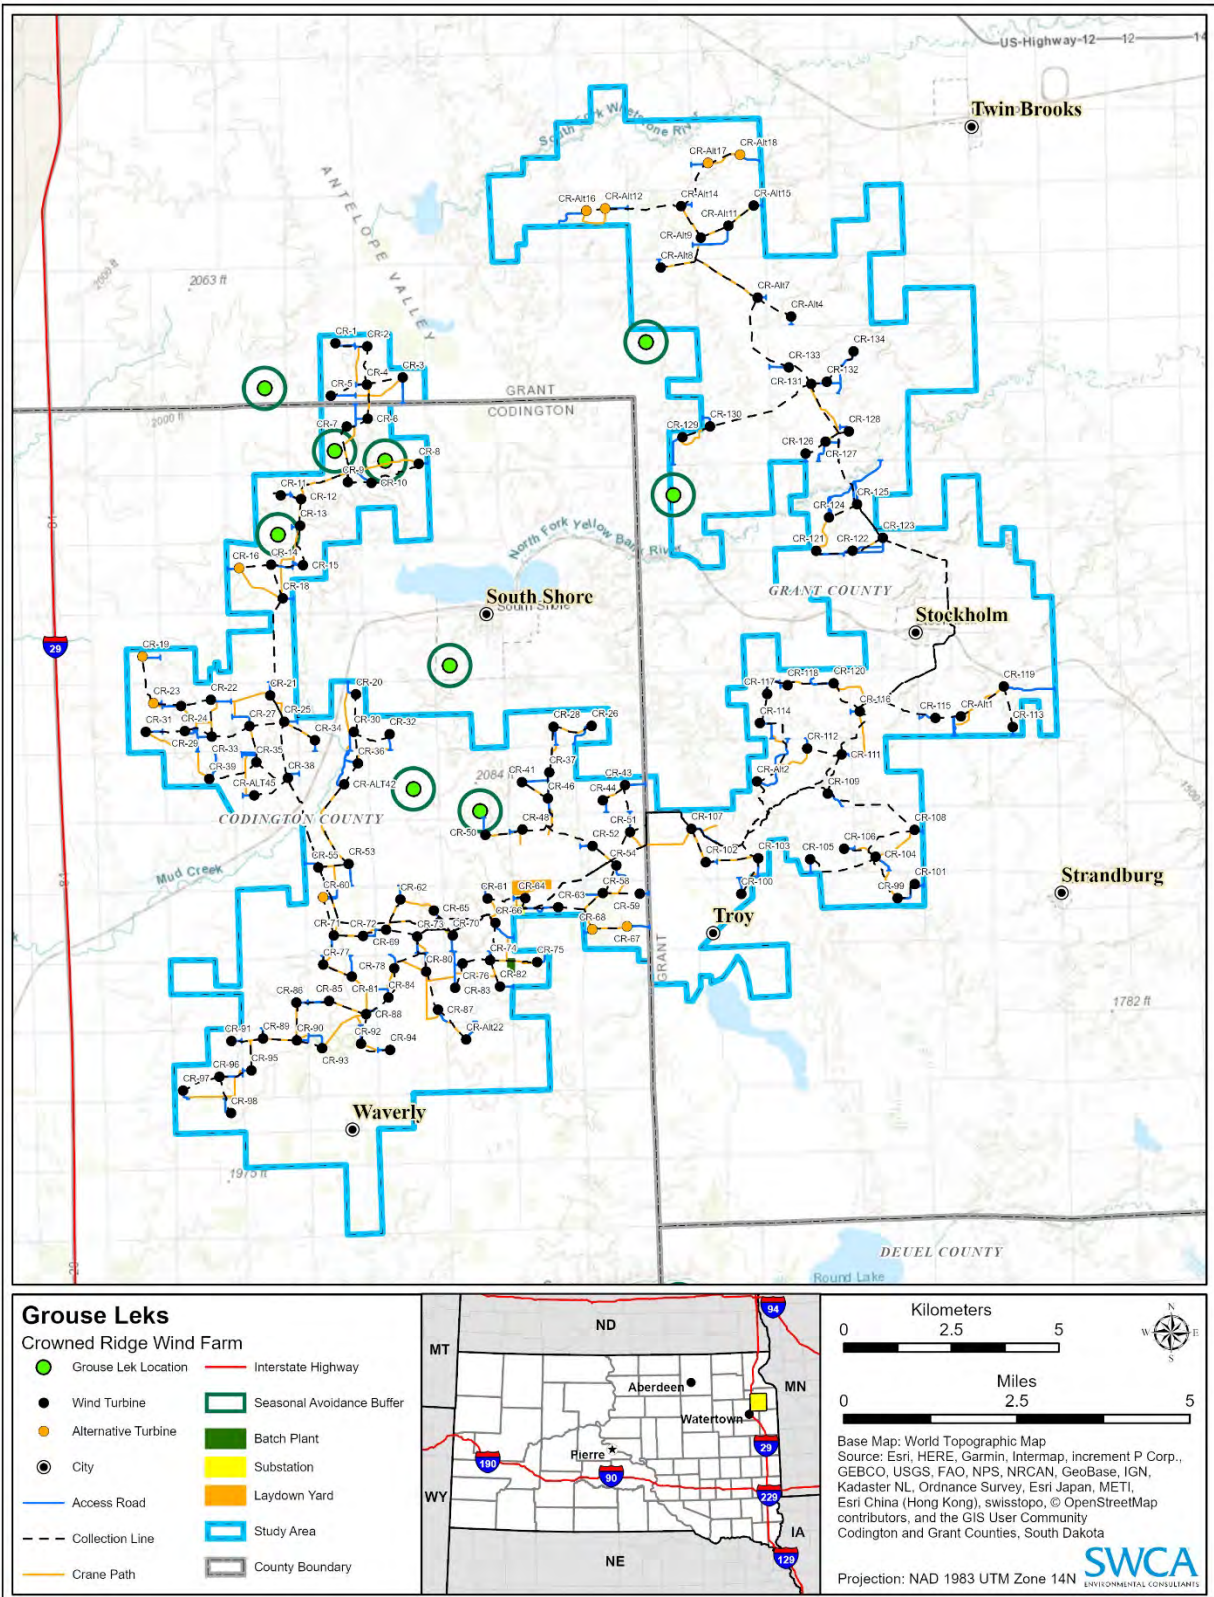 US-Highway-12
12
14
Twin Brooks
South Fork Whetstone River
ANTELOPE VALLEY
2000 ft
2063 ft
CR-Alt17
CR-Alt18
CR-Alt16
CR-Alt12
CR-Alt14
CR-Alt15
CR-Alt11
CR-Alt9
CR-Alt8
CR-Alt7
CR-Alt4
CR-1
CR-2
CR-3
CR-4
CR-5
CR-134
CR-133
CR-132
CR-131
GRANT
CODINGTON
2000 ft
CR-6
CR-7
CR-130
CR-129
CR-128
CR-126
CR-127
CR-8
CR-9
CR-10
CR-11
CR-12
CR-13
CR-125
CR-124
CR-123
CR-121
CR-122
81
North Fork Yellow Bank River
CR-14
CR-16
CR-15
CR-18
GRANT COUNTY
South Shore
South Shore
Stockholm
29
CR-19
CR-20
CR-21
CR-22
CR-23
CR-24
CR-25
CR-27
CR-31
CR-29
CR-33
CR-34
CR-30
CR-32
CR-35
CR-36
CR-39
CR-38
CR-ALT45
CR-ALT42
CR-28
CR-26
CR-117
CR-118
CR-120
CR-119
CR-116
CR-115
CR-Alt1
CR-113
CR-114
CR-112
CR-111
CR-Alt2
CR-109
2084 ft
CR-37
CR-41
CR-46
CR-43
CR-44
1500 ft
CODINGTON COUNTY
CR-50
CR-48
CR-51
CR-52
CR-54
CR-107
CR-108
CR-106
CR-105
CR-104
CR-102
CR-103
CR-100
CR-99
CR-101
Mud Creek
81
CR-55
CR-53
CR-60
CR-62
CR-61
CR-64
CR-63
CR-58
CR-59
CR-65
CR-66
CR-68
CR-67
Strandburg
Troy
CR-71
CR-72
CR-69
CR-73
CR-70
CR-77
CR-78
CR-80
CR-74
CR-75
CR-76
CR-82
CR-83
GRANT
CR-86
CR-85
CR-81
CR-84
CR-88
CR-87
CR-Alt22
1782 ft
CR-91
CR-89
CR-90
CR-92
CR-94
CR-93
CR-95
CR-96
CR-97
CR-98
Waverly
1975 ft
DEUEL COUNTY
Round Lake
Grouse Leks
Crowned Ridge Wind Farm
Grouse Lek Location
Wind Turbine
Alternative Turbine
City
Access Road
Collection Line
Crane Path
Interstate Highway
Seasonal Avoidance Buffer
Batch Plant
Substation
Laydown Yard
Study Area
County Boundary
94
ND
MT
MN
Aberdeen
Watertown
Pierre
29
190
90
229
WY
IA
NE
129
Kilometers
0 2.5 5
Miles
0 2.5 5
N
W E
S
Base Map: World Topographic Map
Source: Esri, HERE, Garmin, Intermap, increment P Corp.,
GEBCO, USGS, FAO, NPS, NRCAN, GeoBase, IGN,
Kadaster NL, Ordnance Survey, Esri Japan, METI,
Esri China (Hong Kong), swisstopo, © OpenStreetMap
contributors, and the GIS User Community
Codington and Grant Counties, South Dakota
Projection: NAD 1983 UTM Zone 14N
SWCA
ENVIRONMENTAL CONSULTANTS